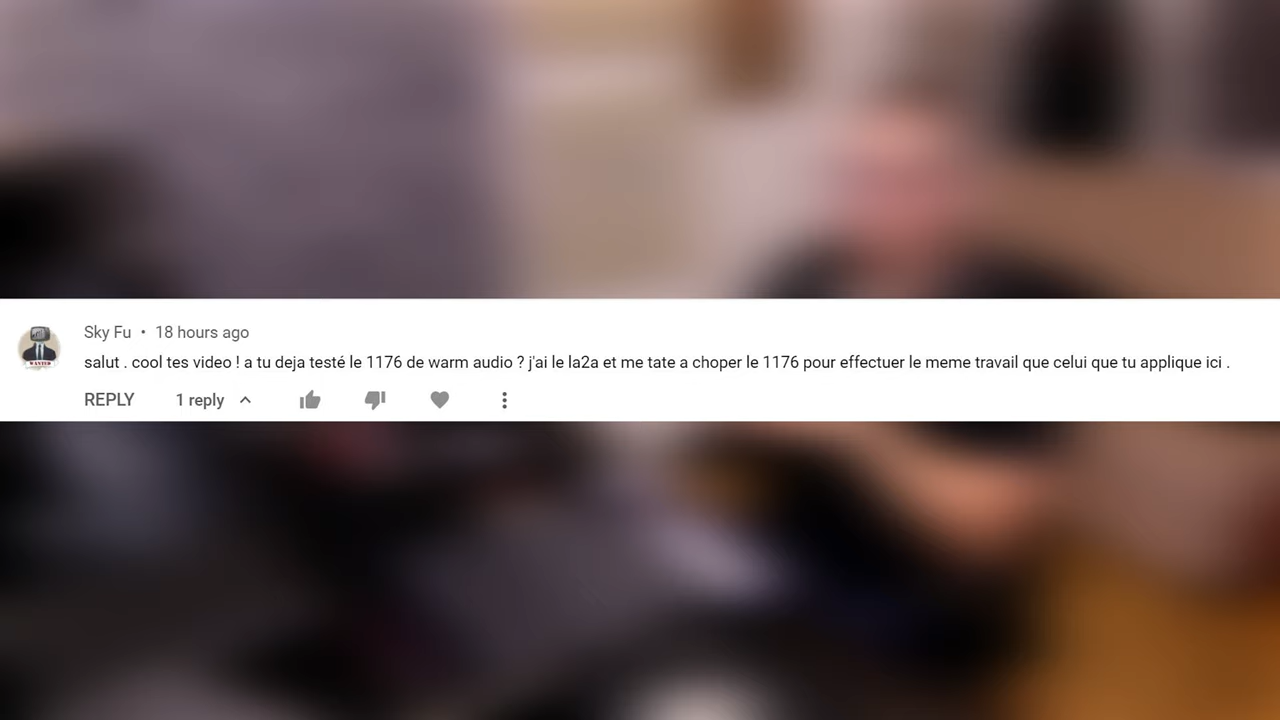 Sky Fu • 18 hours ago
salut . cool tes video ! a tu deja testé le 1176 de warm audio ? j'ai le la2a et me tate a choper le 1176 pour effectuer le meme travail que celui que tu applique ici .
REPLY 1 reply